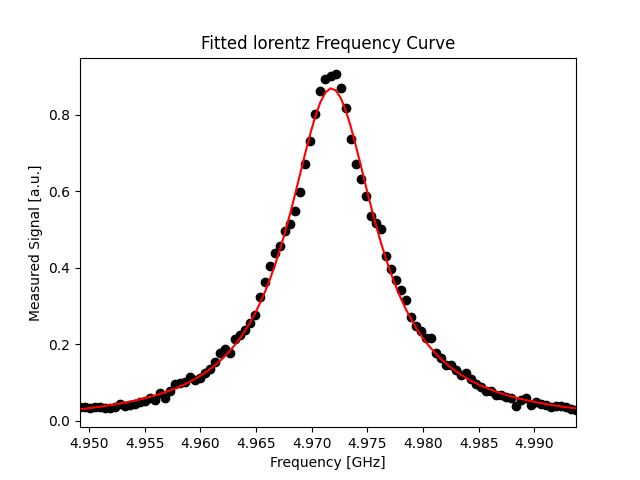 Fitted lorentz Frequency Curve
Measured Signal [a.u.]
0.8
0.6
0.4
0.2
0.0
4.950 4.955 4.960 4.965 4.970 4.975 4.980 4.985 4.990
Frequency [GHz]